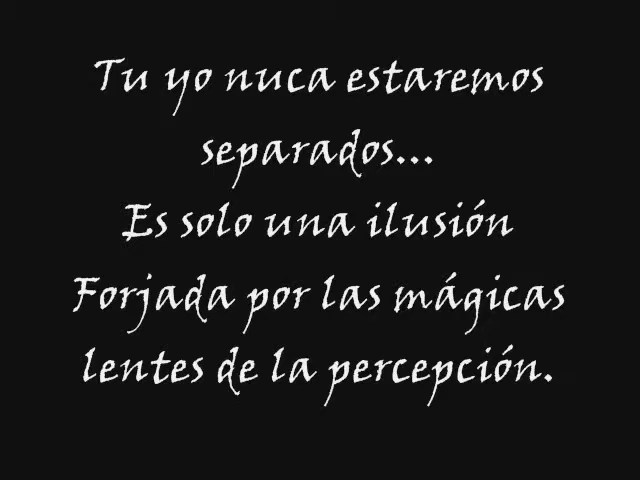 Tu yo nuca estaremos
separados...
Es solo una ilusión
Forjada por las mágicas
lentes de la percepción.